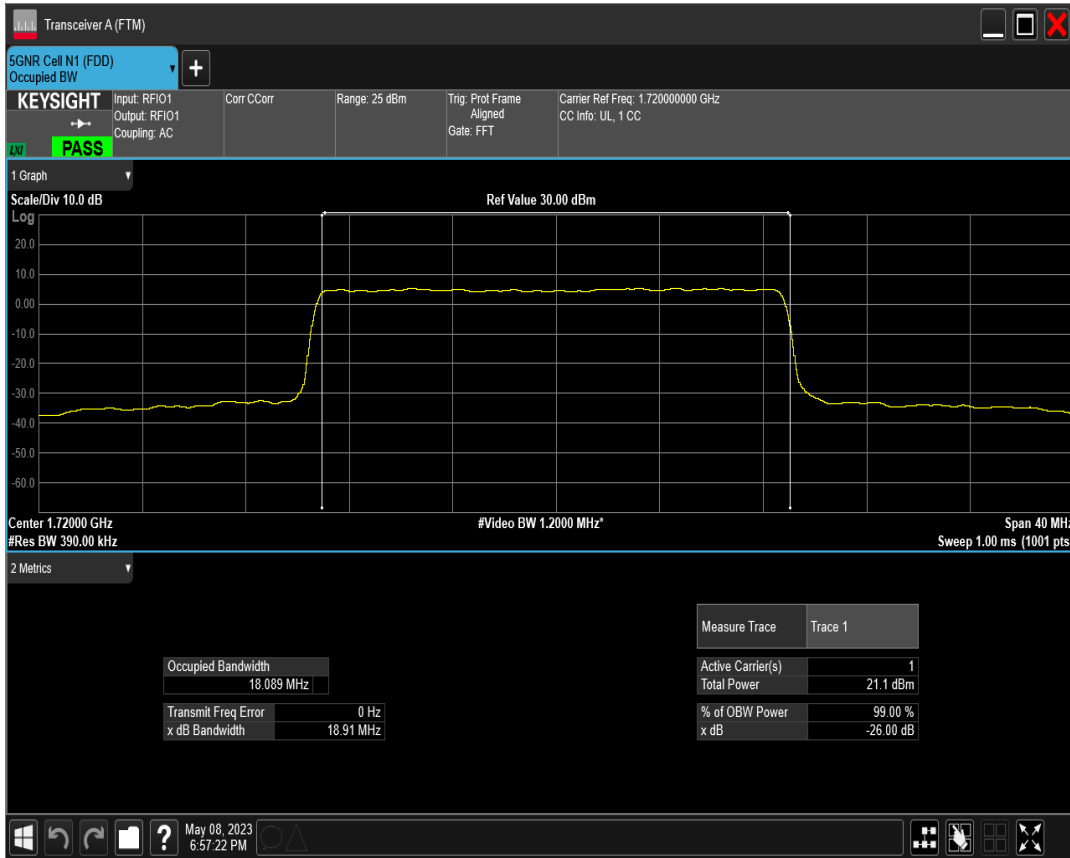 Transceiver A (FTM)
5GNR Cell N1 (FDD)
Occupied BW
+
KEYSIGHT
LXI
PASS
Input: RFIO1
Output: RFIO1
Coupling: AC
Corr CCorr
Range: 25 dBm
Trig: Prot Frame
Aligned
Gate: FFT
Carrier Ref Freq: 1.720000000 GHz
CC Info: UL, 1 CC
1 Graph
Scale/Div 10.0 dB
Ref Value 30.00 dBm
Log
20.0
10.0
0.00
-10.0
-20.0
-30.0
-40.0
-50.0
-60.0
Center 1.72000 GHz
#Video BW 1.2000 MHz*
Span 40 MHz
#Res BW 390.00 kHz
Sweep 1.00 ms (1001 pts
2 Metrics
Measure Trace Trace 1
Occupied Bandwidth
18.089 MHz
Active Carrier(s) 1
Total Power 21.1 dBm
Transmit Freq Error 0 Hz
x dB Bandwidth 18.91 MHz
% of OBW Power 99.00 %
x dB -26.00 dB
?
May 08, 2023
6:57:22 PM